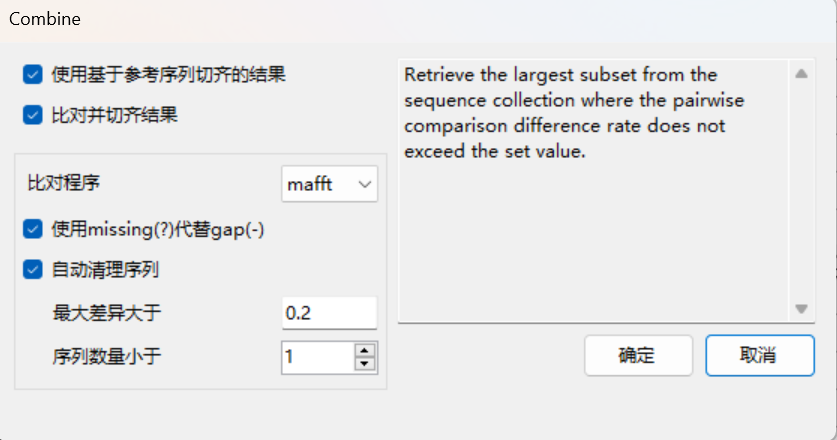 Combine
使用基于参考序列切齐的结果
比对并切齐结果
比对程序
mafft
使用missing(?)代替gap(-)
自动清理序列
最大差异大于
0.2
序列数量小于
1
Retrieve the largest subset from the
sequence collection where the pairwise
comparison difference rate does not
exceed the set value.
确定
取消